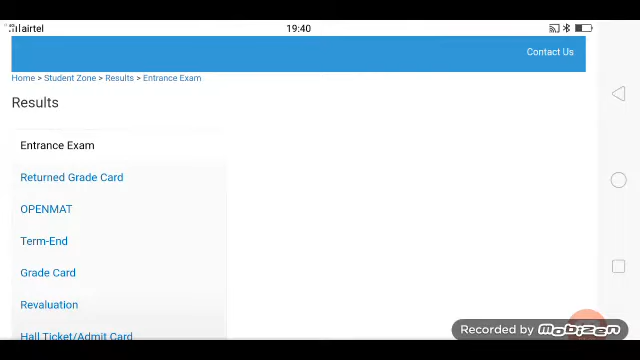 airtel 19:40
Contact Us
Home > Student Zone > Results > Entrance Exam
Results
Entrance Exam
Returned Grade Card
OPENMAT
Term-End
Grade Card
Revaluation
Hall Ticket/Admit Card
Recorded by Mobizen